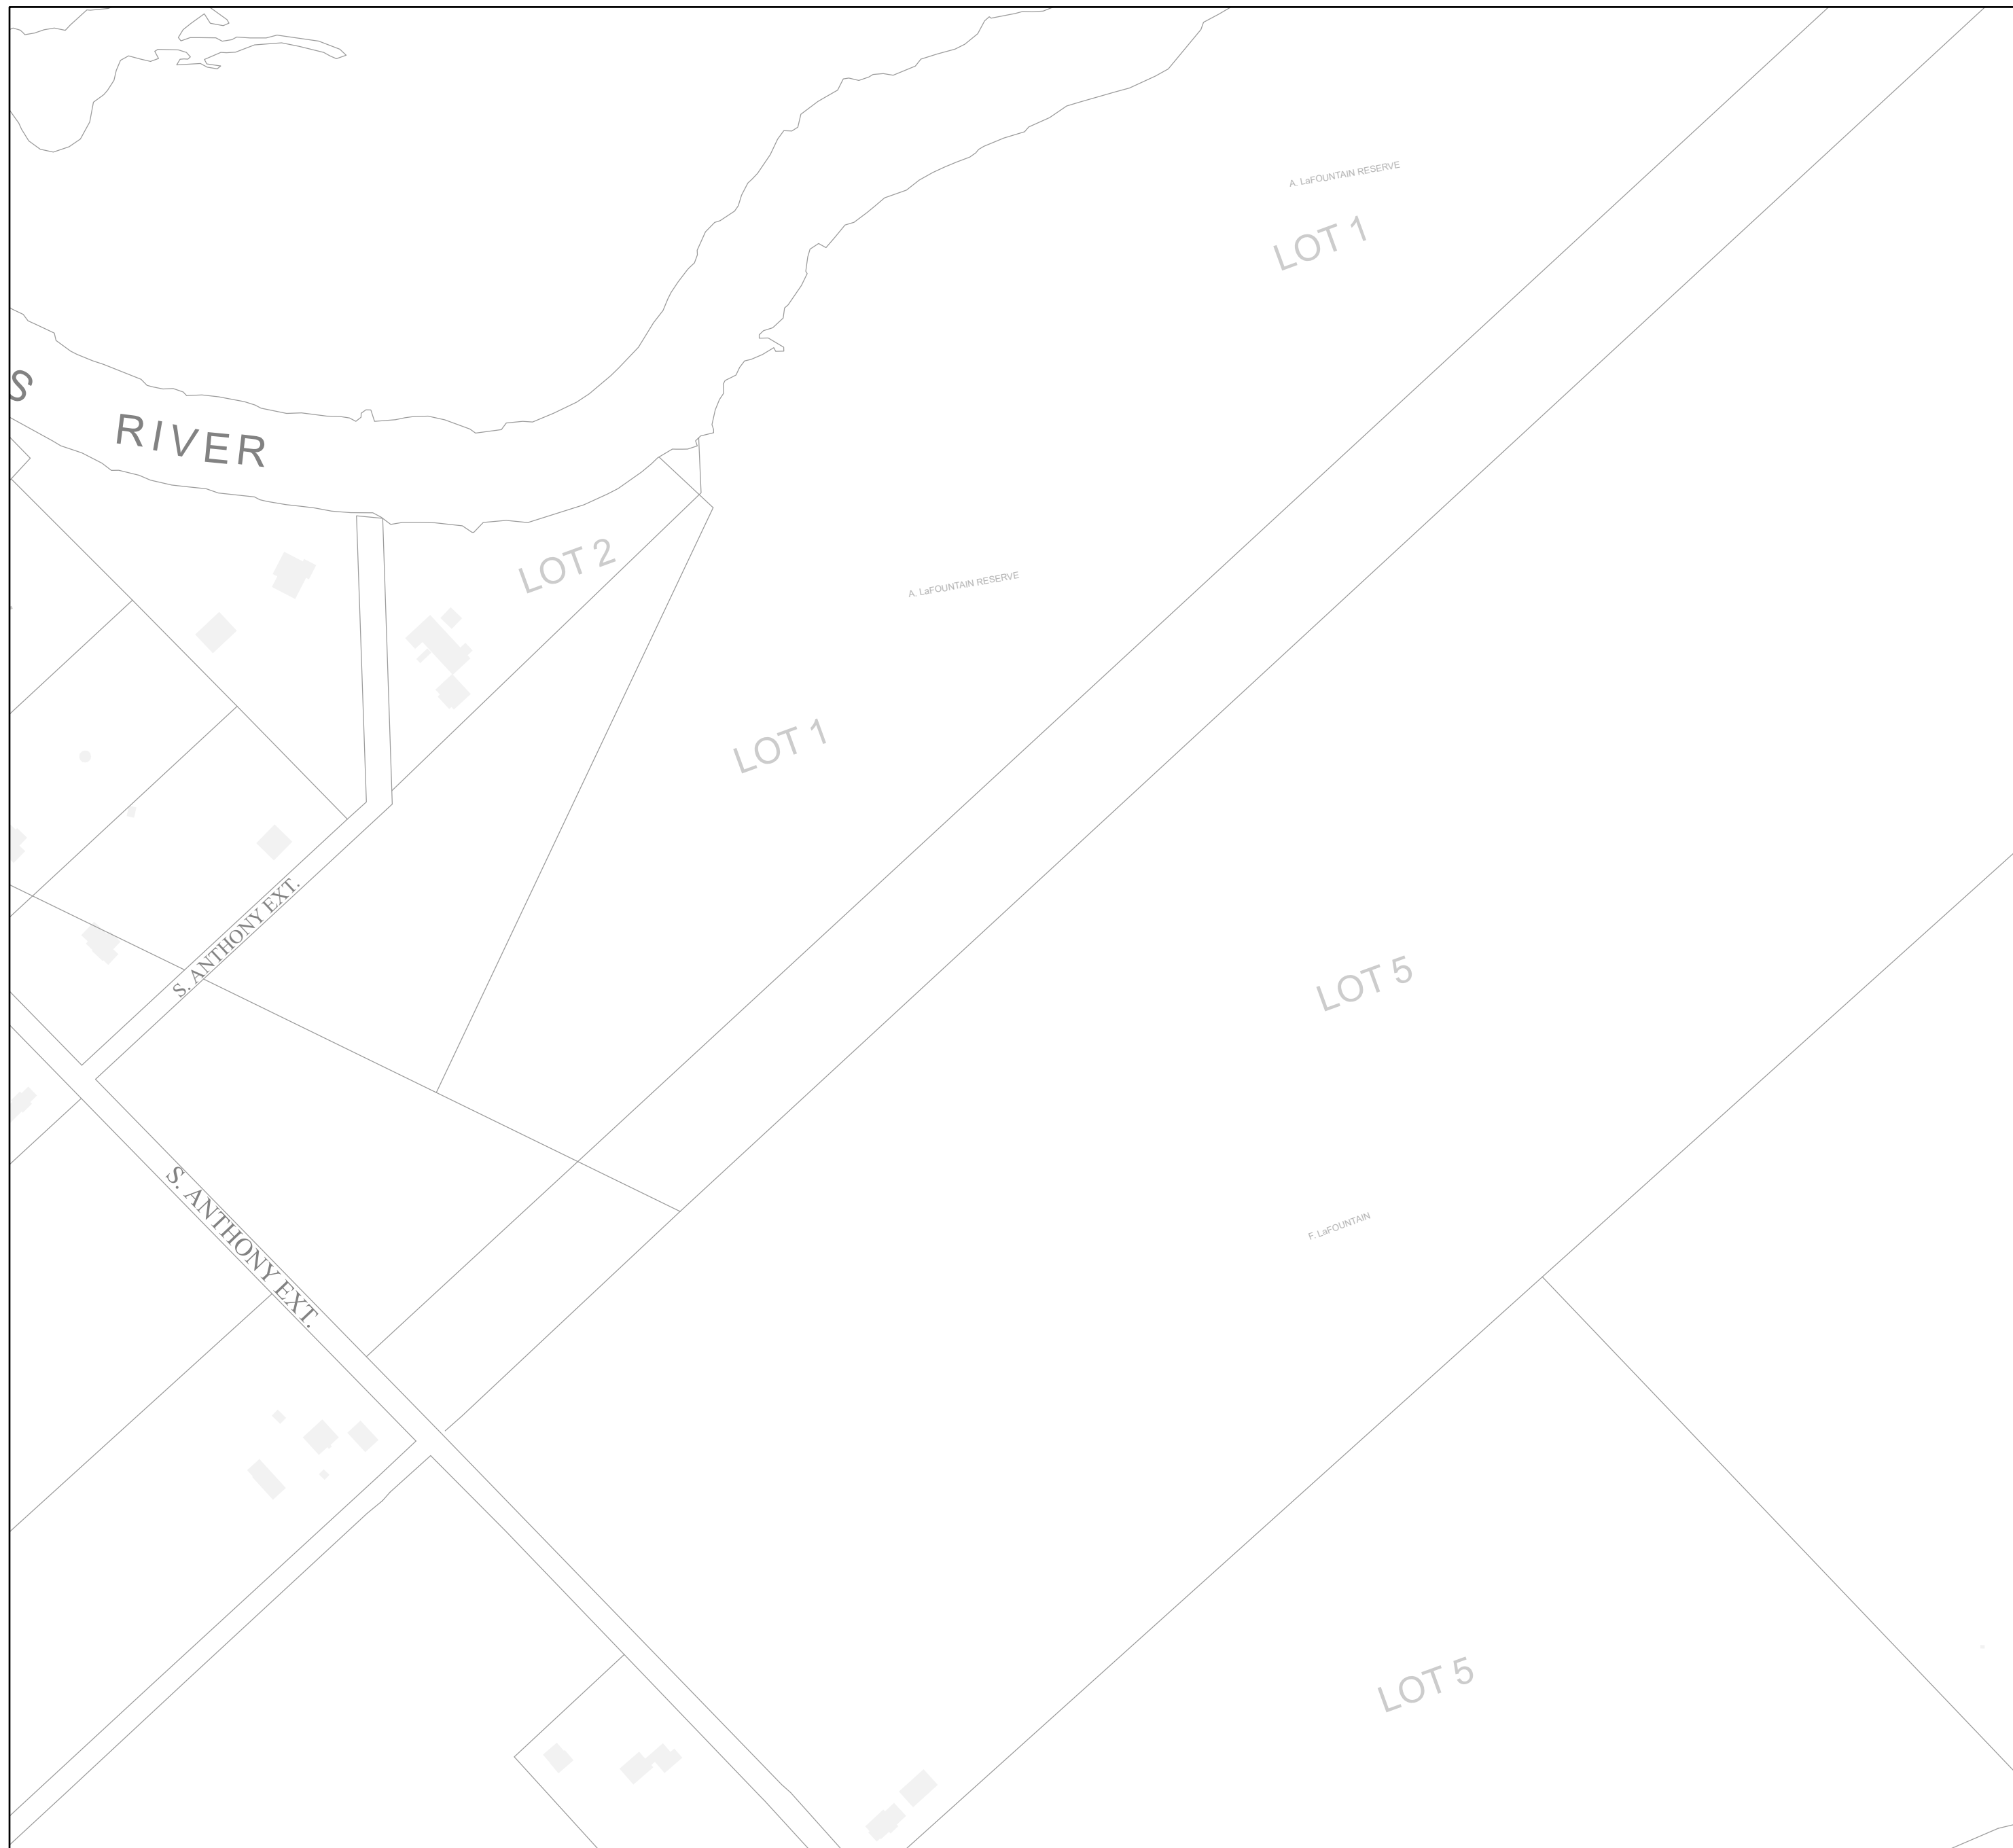 A. LaFOUNTAIN RESERVE
LOT 1
S
RIVER
LOT 2
A. LaFOUNTAIN RESERVE
LOT 1
S. ANTHONY EXT.
LOT 5
S. ANTHONY EXT.
F. LaFOUNTAIN
LOT 5